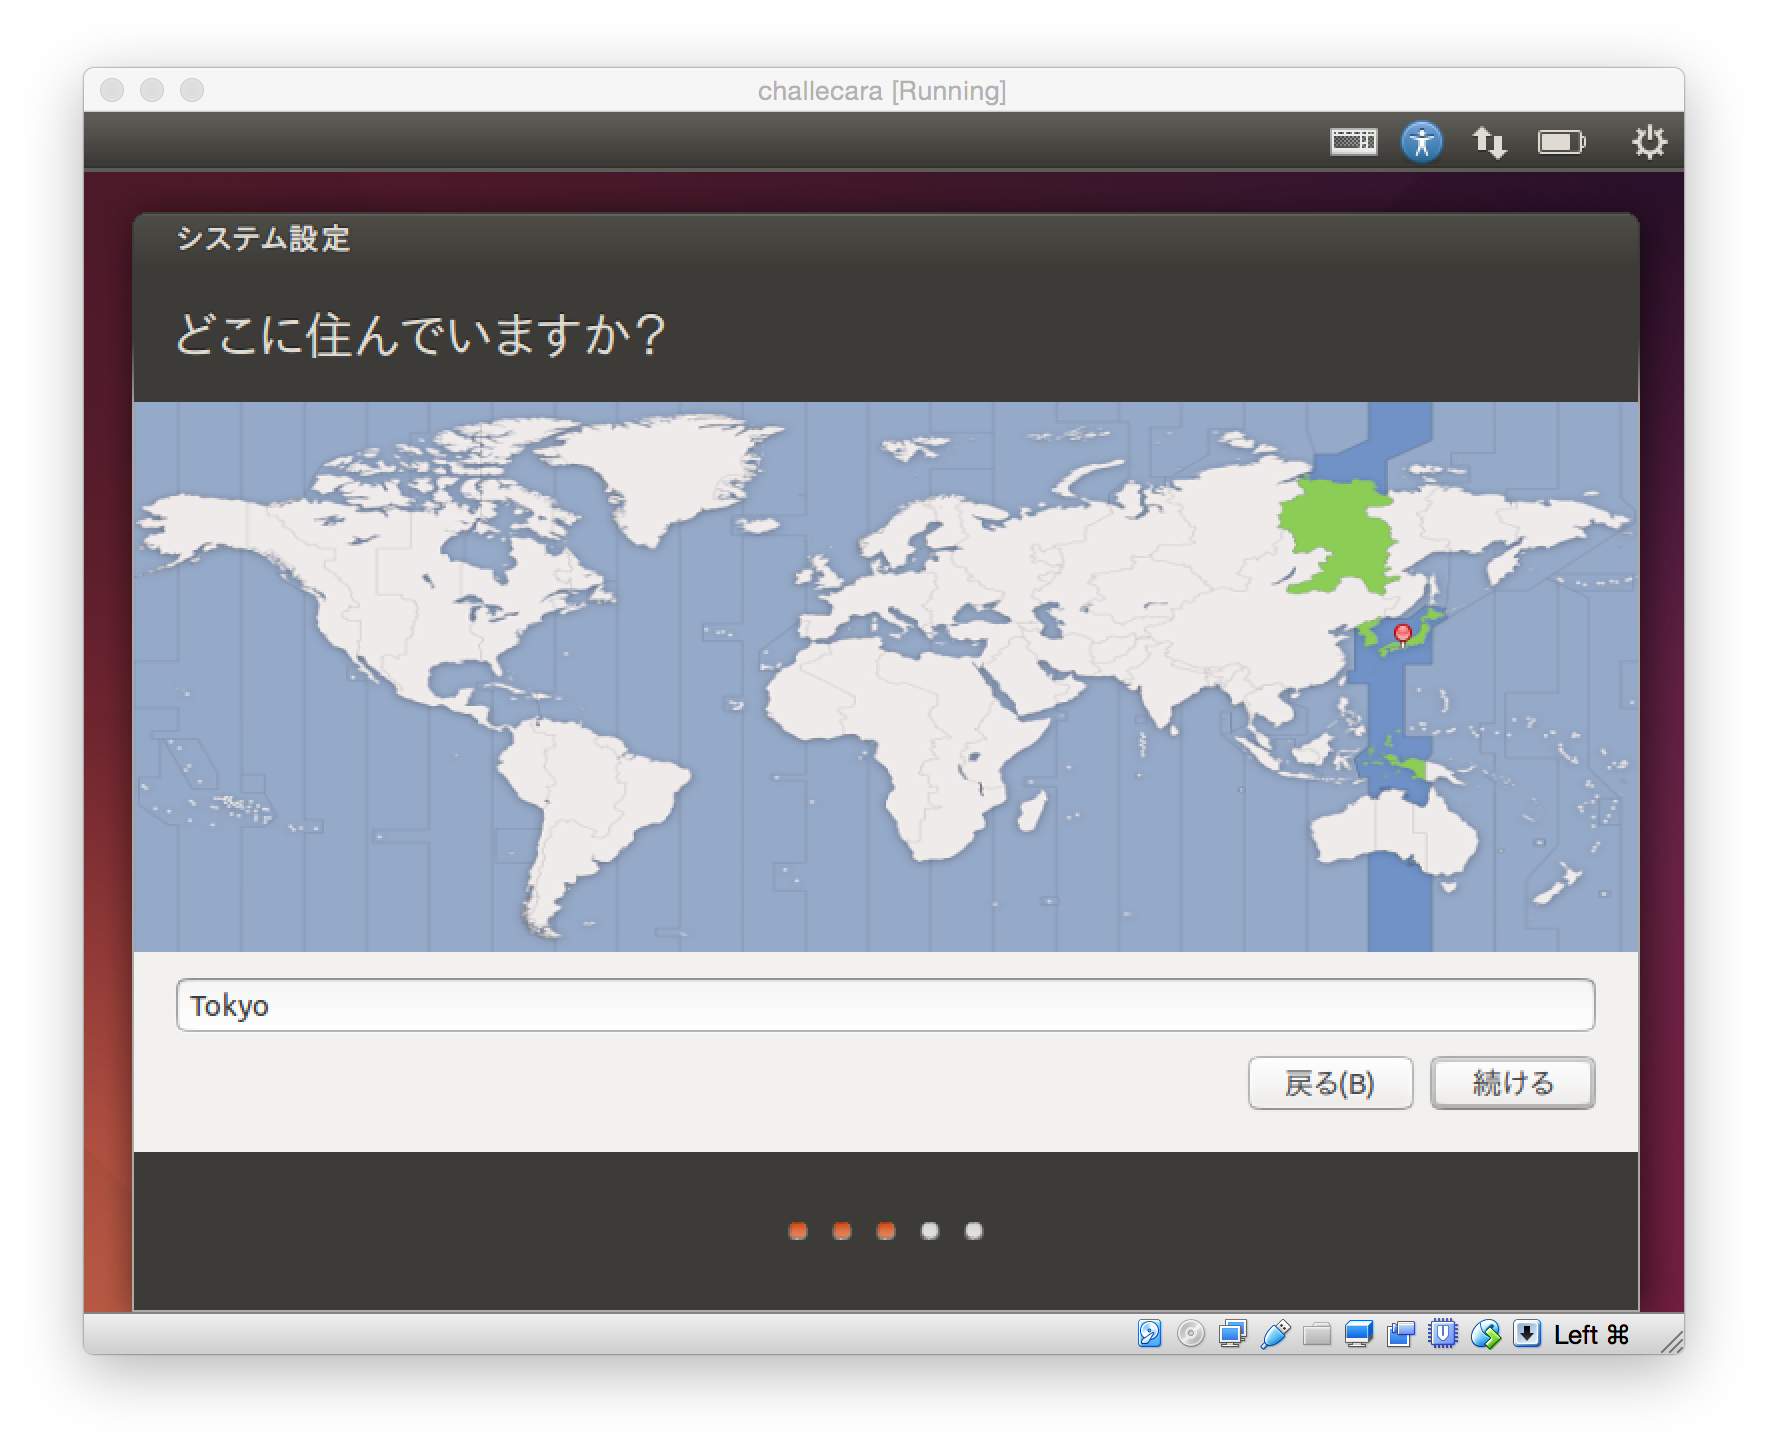 challecara [Running]
システム設定
どこに住んでいますか？
Tokyo
戻る(B) 続ける
Left ⌘